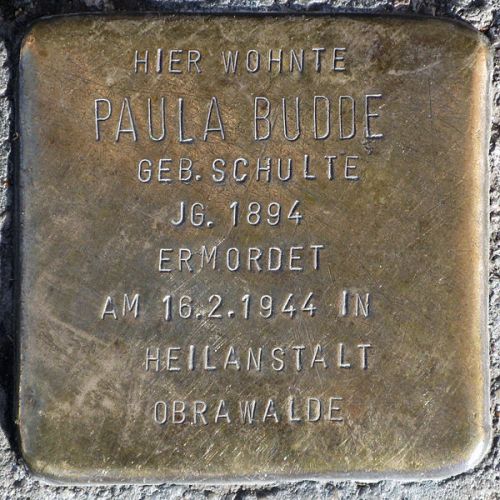 HIER WOHNTE
PAULA BUDDE
GEB. SCHULTE
JG. 1894
ERMORDET
AM 16.2.1944 IN
HEILANSTALT
OBRAWALDE